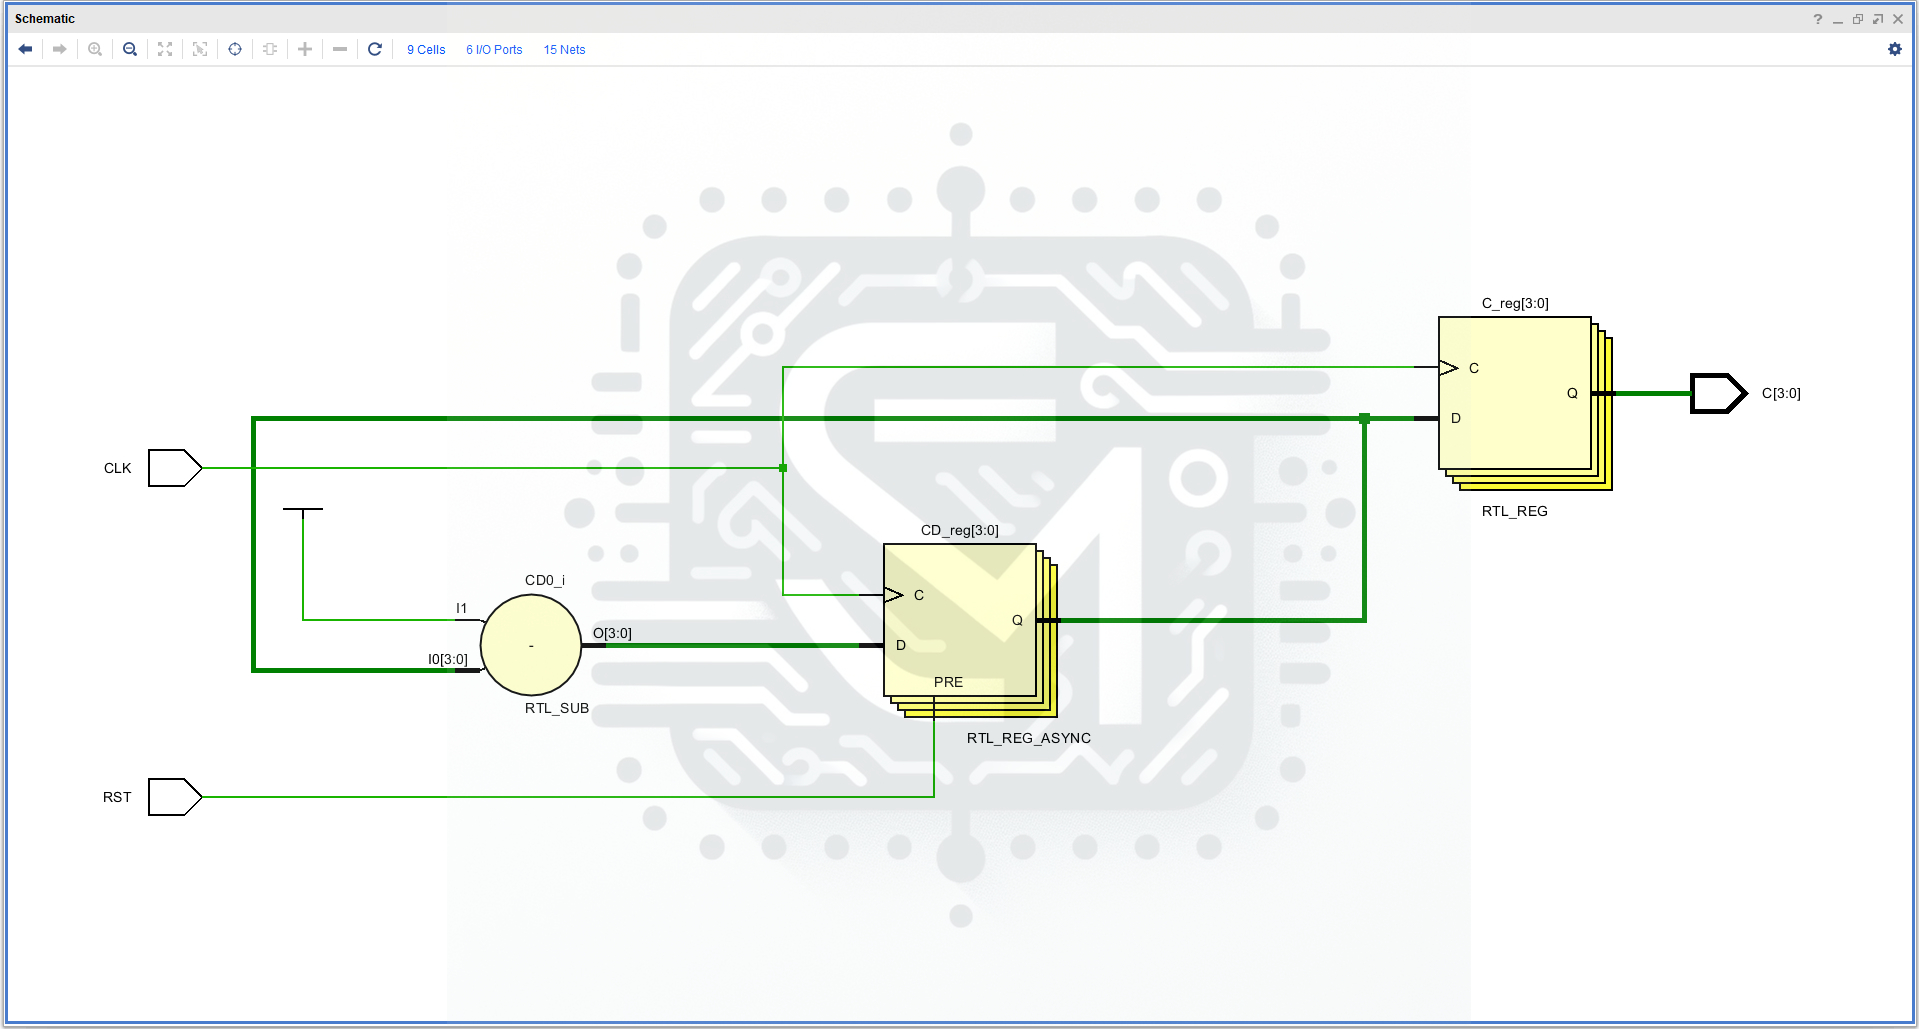 Schematic
9 Cells 6 I/O Ports 15 Nets
C_reg[3:0]
C
Q
C[3:0]
D
CLK
RTL_REG
CD_reg[3:0]
CD0_i
C
I1
Q
O[3:0]
-
D
I0[3:0]
PRE
RTL_SUB
RTL_REG_ASYNC
RST